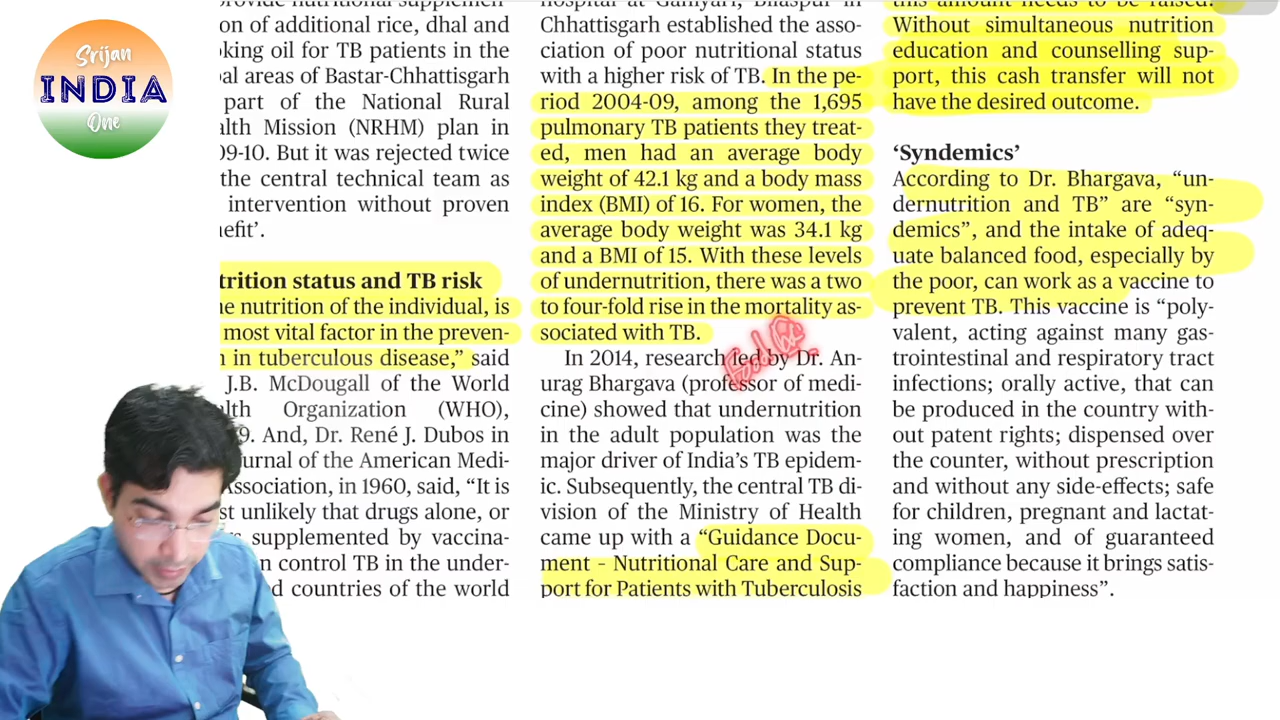 Srijan
INDIA
One
provide nutritional supplemen-
on of additional rice, dhal and
king oil for TB patients in the
al areas of Bastar-Chhattisgarh
part of the National Rural
alth Mission (NRHM) plan in
09-10. But it was rejected twice
the central technical team as
intervention without proven
nefit’.
trition status and TB risk
ne nutrition of the individual, is
most vital factor in the preven-
n in tuberculous disease,” said
J.B. McDougall of the World
alth Organization (WHO),
9. And, Dr. René J. Dubos in
urnal of the American Medi-
Association, in 1960, said, “It is
st unlikely that drugs alone, or
s supplemented by vaccina-
n control TB in the under-
d countries of the world
hospital at Ganiyari, Bilaspur in
Chhattisgarh established the asso-
ciation of poor nutritional status
with a higher risk of TB. In the pe-
riod 2004-09, among the 1,695
pulmonary TB patients they treat-
ed, men had an average body
weight of 42.1 kg and a body mass
index (BMI) of 16. For women, the
average body weight was 34.1 kg
and a BMI of 15. With these levels
of undernutrition, there was a two
to four-fold rise in the mortality as-
sociated with TB.
In 2014, research led by Dr. An-
urag Bhargava (professor of medi-
cine) showed that undernutrition
in the adult population was the
major driver of India’s TB epidem-
ic. Subsequently, the central TB di-
vision of the Ministry of Health
came up with a “Guidance Docu-
ment – Nutritional Care and Sup-
port for Patients with Tuberculosis
this amount needs to be raised.
Without simultaneous nutrition
education and counselling sup-
port, this cash transfer will not
have the desired outcome.
‘Syndemics’
According to Dr. Bhargava, “un-
dernutrition and TB” are “syn-
demics”, and the intake of adeq-
uate balanced food, especially by
the poor, can work as a vaccine to
prevent TB. This vaccine is “poly-
valent, acting against many gas-
trointestinal and respiratory tract
infections; orally active, that can
be produced in the country with-
out patent rights; dispensed over
the counter, without prescription
and without any side-effects; safe
for children, pregnant and lactat-
ing women, and of guaranteed
compliance because it brings satis-
faction and happiness”.